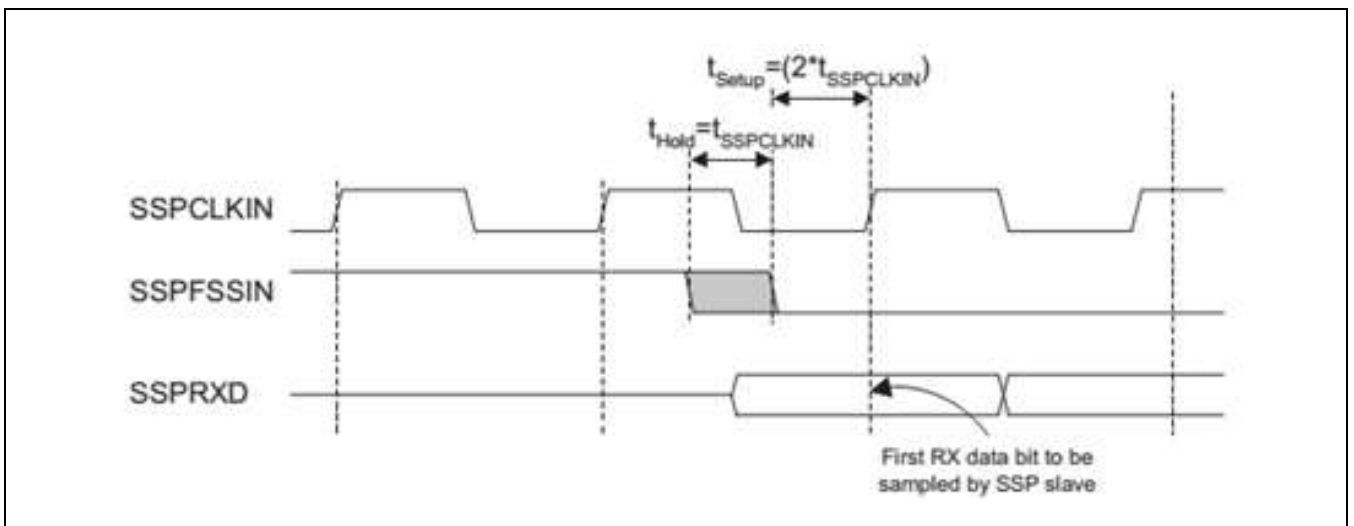 tSetup=(2*tSSPCLKIN)
tHold=tSSPCLKIN
SSPCLKIN
SSPFSSIN
SSPRXD
First RX data bit to be
sampled by SSP slave